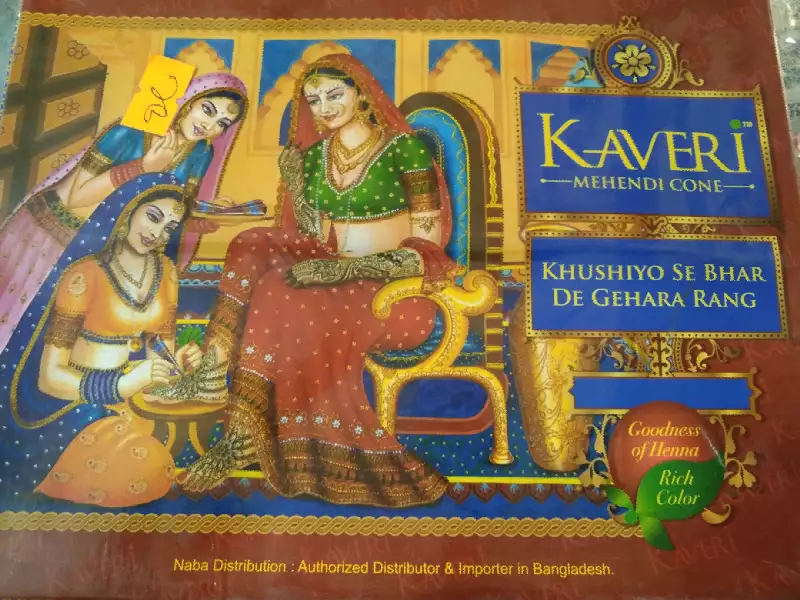 KAVERI™
MEHENDI CONE
KHUSHIYO SE BHAR
DE GEHARA RANG
Goodness
of Henna
Rich
Color
Naba Distribution : Authorized Distributor & Importer in Bangladesh.